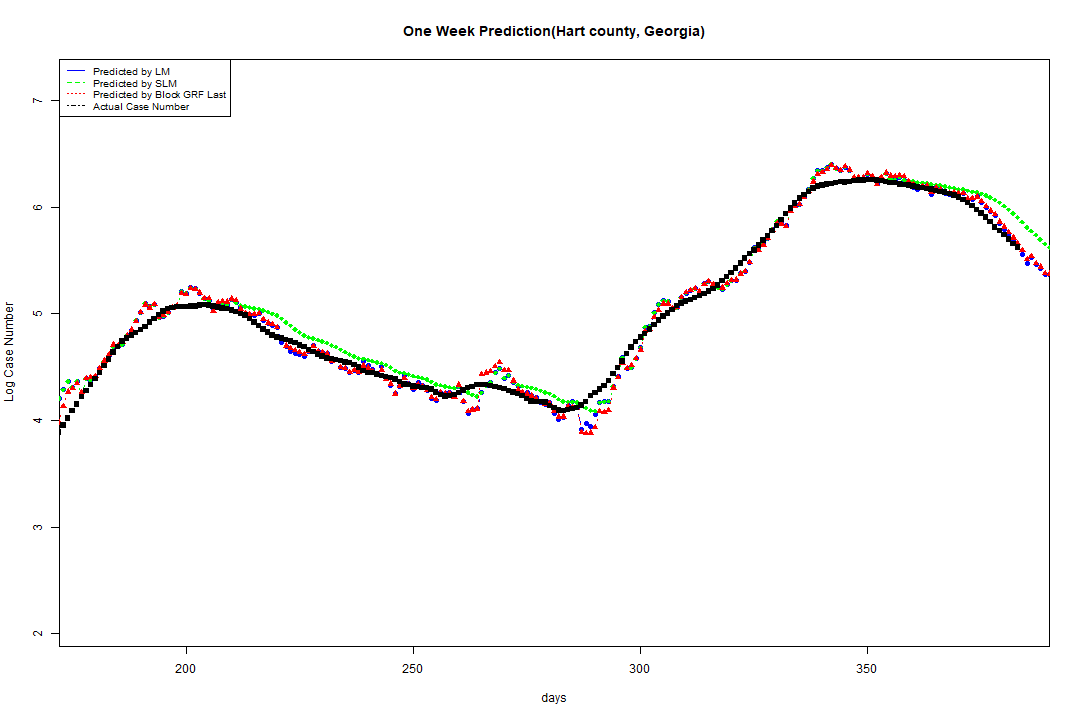 One Week Prediction(Hart county, Georgia)
Predicted by LM
Predicted by SLM
Predicted by Block GRF Last
Actual Case Number
7
6
5
4
3
2
Log Case Number
200 250 300 350
days